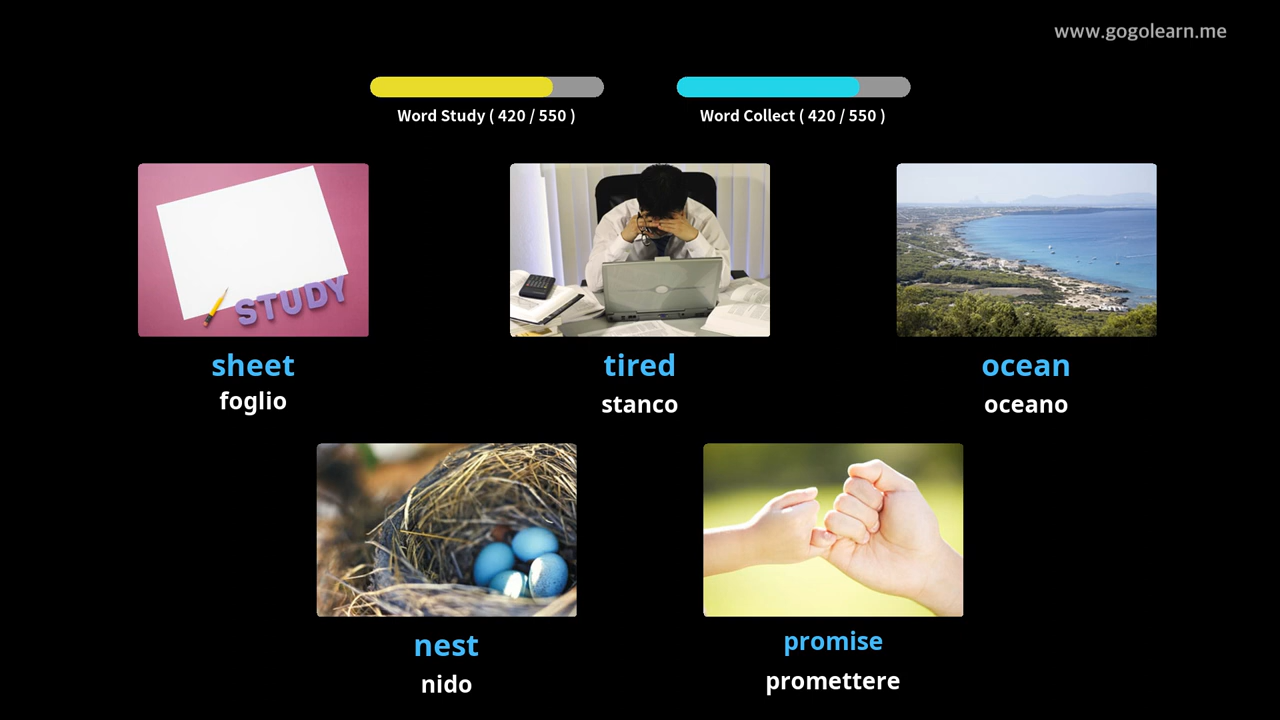 www.gogolearn.me
Word Study ( 420 / 550 )
Word Collect ( 420 / 550 )
STUDY
sheet
foglio
tired
stanco
ocean
oceano
nest
nido
promise
promettere